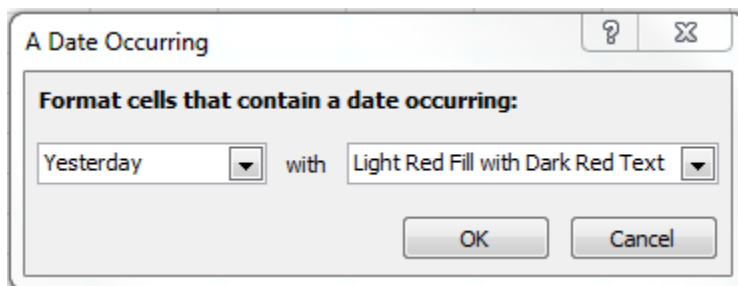 A Date Occurring
Format cells that contain a date occurring:
Yesterday with Light Red Fill with Dark Red Text
OK Cancel